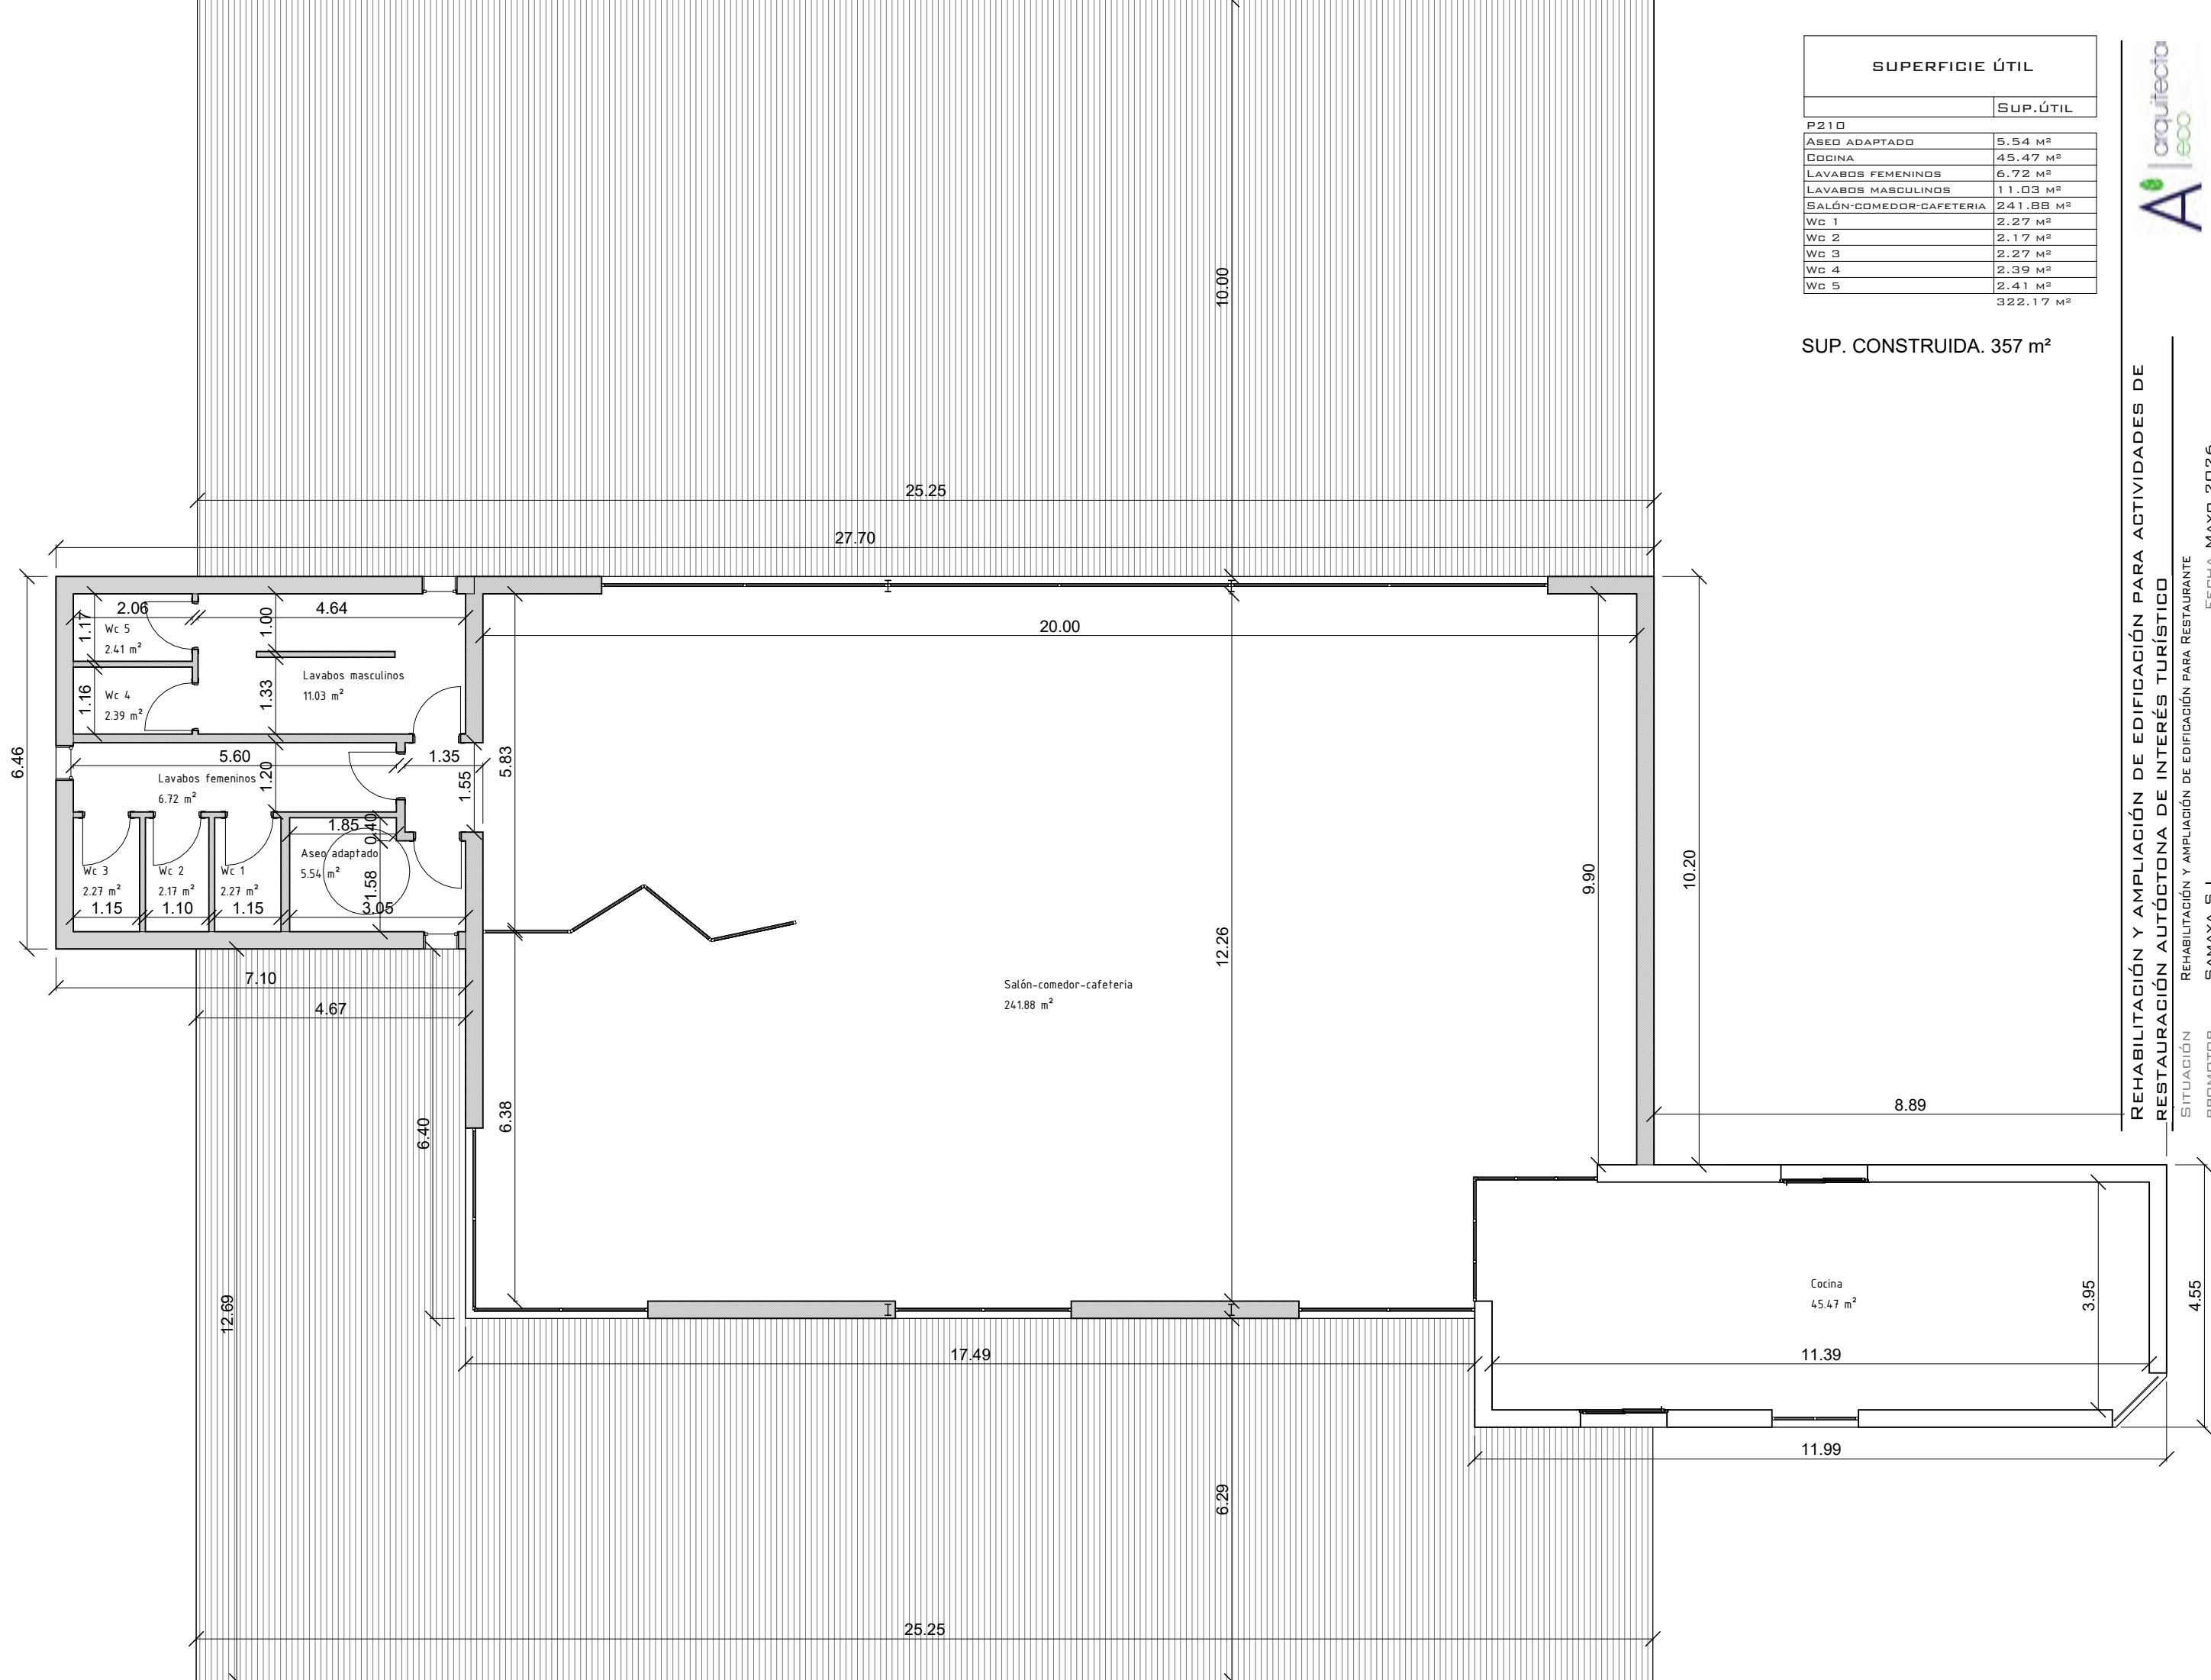 SUPERFICIE ÚTIL
SUP.ÚTIL
P210
ASEO ADAPTADO 5.54 M²
COCINA 45.47 M²
LAVABOS FEMENINOS 6.72 M²
LAVABOS MASCULINOS 11.03 M²
SALÓN-COMEDOR-CAFETERIA 241.88 M²
WC 1 2.27 M²
WC 2 2.17 M²
WC 3 2.27 M²
WC 4 2.39 M²
WC 5 2.41 M²
322.17 M²
SUP. CONSTRUIDA. 357 m²
A arquitecta
.eco
REHABILITACIÓN Y AMPLIACIÓN DE EDIFICACIÓN PARA ACTIVIDADES DE
RESTAURACIÓN AUTÓCTONA DE INTERÉS TURÍSTICO
SITUACIÓN REHABILITACIÓN Y AMPLIACIÓN DE EDIFICACIÓN PARA RESTAURANTE
10.00
25.25
27.70
20.00
2.06
4.64
1.17
1.00
Wc 5
2.41 m²
1.16
1.33
Wc 4
2.39 m²
Lavabos masculinos
11.03 m²
6.46
5.60
1.35
1.20
1.55
5.83
Lavabos femeninos
6.72 m²
1.85
0.40
Aseo adaptado
5.54 m²
1.58
Wc 3
2.27 m²
Wc 2
2.17 m²
Wc 1
2.27 m²
1.15
1.10
1.15
3.05
7.10
4.67
9.90
10.20
12.26
Salón-comedor-cafeteria
241.88 m²
6.40
6.38
8.89
12.69
Cocina
45.47 m²
3.95
4.55
17.49
11.39
11.99
6.29
25.25